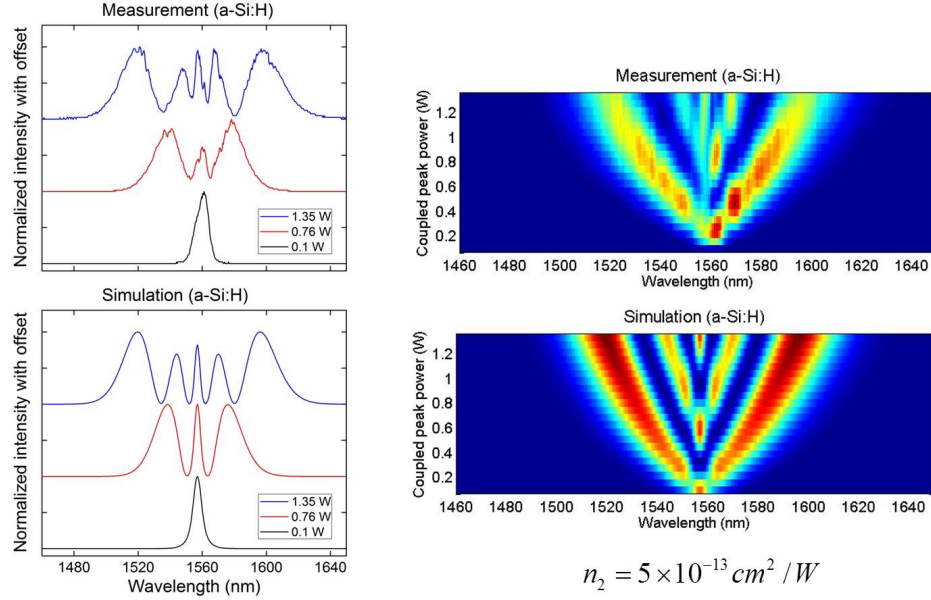 Measurement (a-Si:H)
Normalized intensity with offset
1.35 W
0.76 W
0.1 W
Simulation (a-Si:H)
Normalized intensity with offset
1.35 W
0.76 W
0.1 W
1480 1520 1560 1600 1640
Wavelength (nm)
Measurement (a-Si:H)
Coupled peak power (W)
1.2
1
0.8
0.6
0.4
0.2
1460 1480 1500 1520 1540 1560 1580 1600 1620 1640
Wavelength (nm)
Simulation (a-Si:H)
Coupled peak power (W)
1.2
1
0.8
0.6
0.4
0.2
1460 1480 1500 1520 1540 1560 1580 1600 1620 1640
Wavelength (nm)
n₂ = 5×10⁻¹³ cm² / W